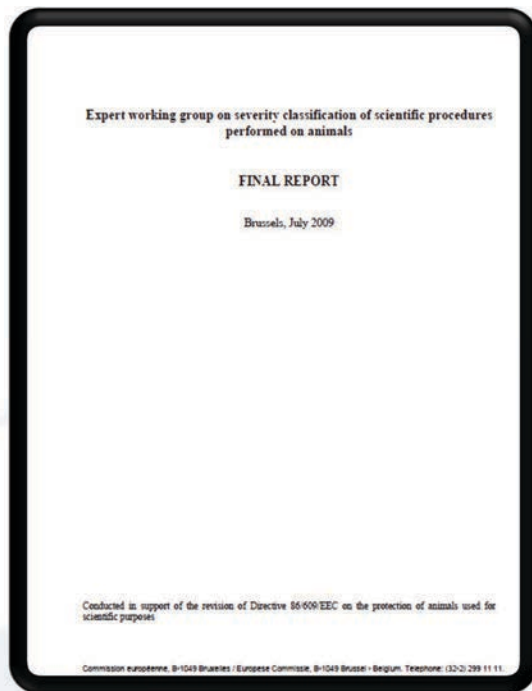 Expert working group on severity classification of scientific procedures
performed on animals
FINAL REPORT
Brussels, July 2009
Conducted in support of the revision of Directive 86/609/EEC on the protection of animals used for
scientific purposes
Commission européenne, B-1049 Bruxelles / Europese Commissie, B-1049 Brussel - Belgium. Telephone: (32-2) 299 11 11.